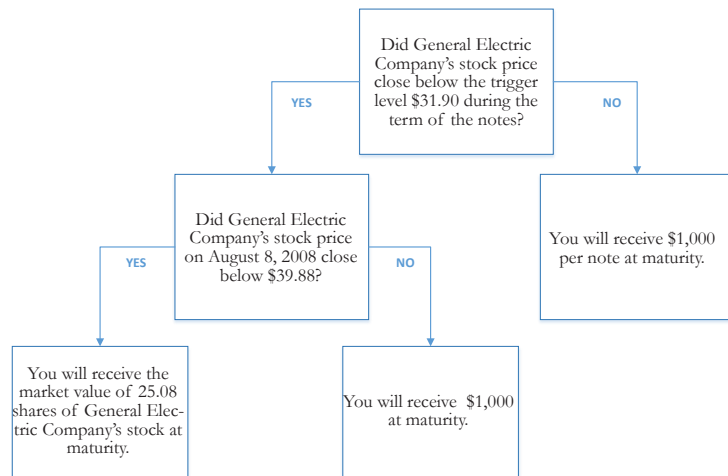 Did General Electric
Company's stock price
close below the trigger
level $31.90 during the
term of the notes?
YES
NO
Did General Electric
Company's stock price
on August 8, 2008 close
below $39.88?
You will receive $1,000
per note at maturity.
YES
NO
You will receive the
market value of 25.08
shares of General Elec-
tric Company's stock at
maturity.
You will receive $1,000
at maturity.